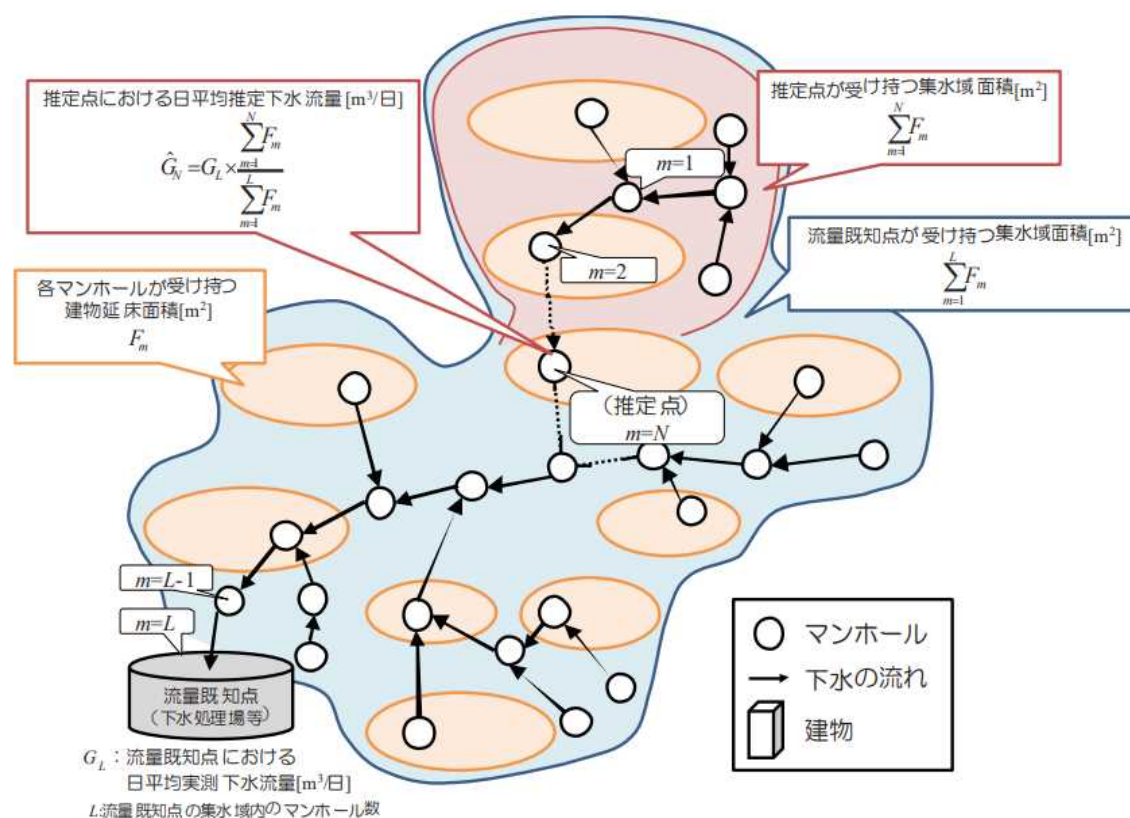 推定点における日平均推定下水流量[m³/日]
Ĝ_N = G_L × \frac{\sum_{m=1}^{N} F_m}{\sum_{m=1}^{L} F_m}
推定点が受け持つ集水域面積[m²]
\sum_{m=1}^{N} F_m
m=1
流量既知点が受け持つ集水域面積[m²]
\sum_{m=1}^{L} F_m
m=2
各マンホールが受け持つ
建物延床面積[m²]
F_m
(推定点)
m=N
m=L-1
m=L
流量既知点
(下水処理場等)
G_L:流量既知点における
日平均実測下水流量[m³/日]
L:流量既知点の集水域内のマンホール数
マンホール
下水の流れ
建物